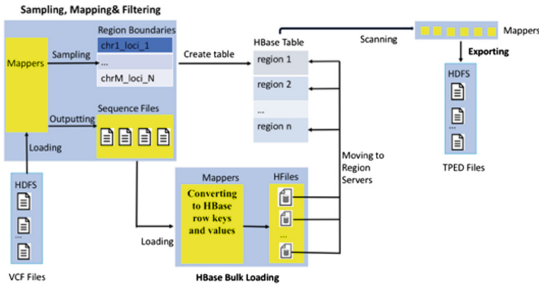 Sampling, Mapping& Filtering
Region Boundaries
chr1_loci_1
...
chrM_loci_N
Mappers
Sampling
Outputting
Sequence Files
Loading
HDFS
...
VCF Files
Create table
HBase Table
region 1
region 2
...
region n
Scanning
Mappers
Exporting
HDFS
...
TPED Files
Moving to
Region
Servers
Loading
Mappers
Converting
to HBase
row keys
and values
HFiles
...
HBase Bulk Loading